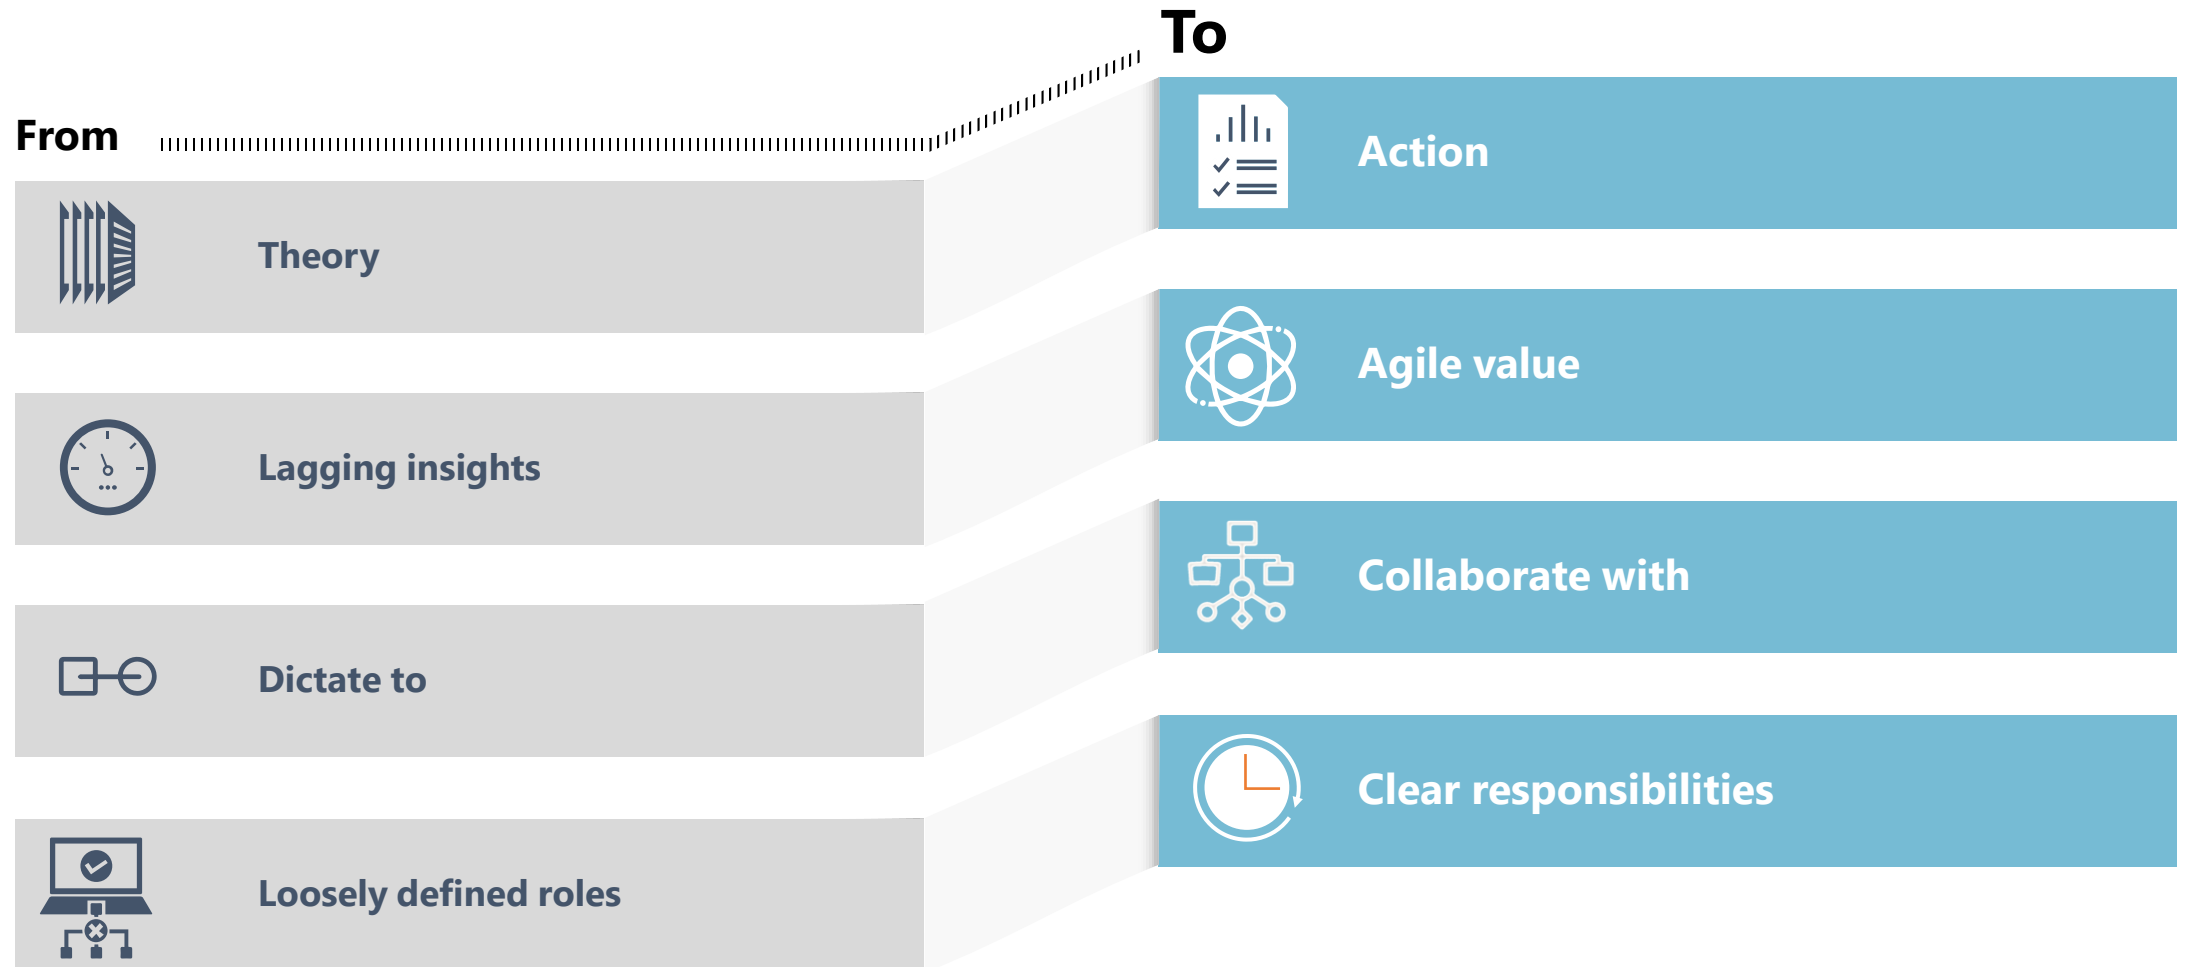 From
To
Theory
Action
Lagging insights
Agile value
Dictate to
Collaborate with
Loosely defined roles
Clear responsibilities